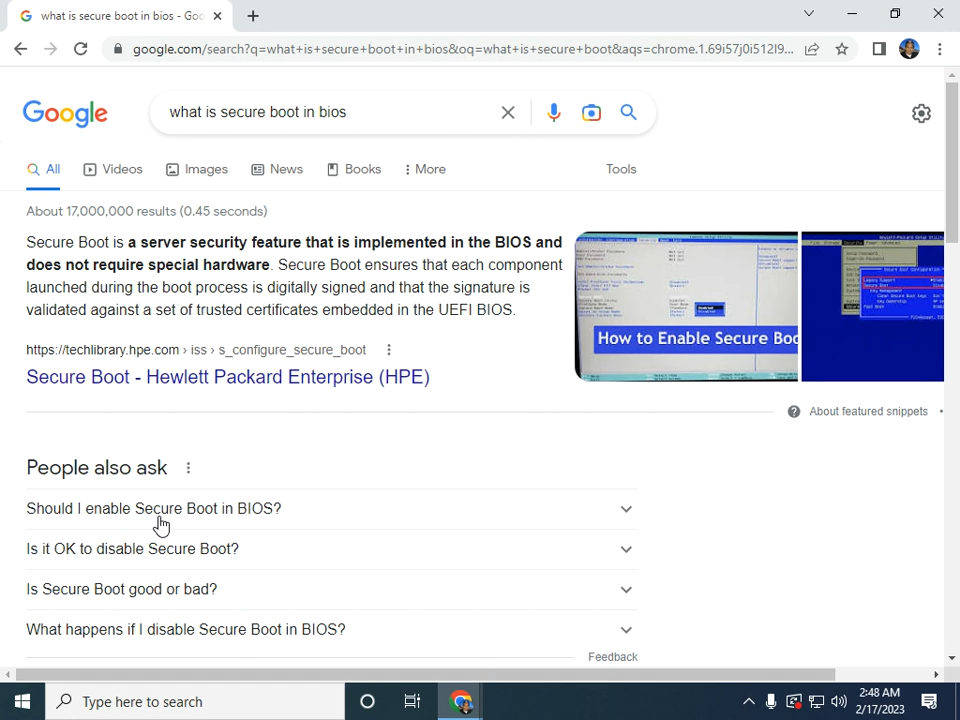 what is secure boot in bios - Goo
google.com/search?q=what+is+secure+boot+in+bios&oq=what+is+secure+boot&aqs=chrome.1.69i57j0i512l9...
Google
what is secure boot in bios
All
Videos
Images
News
Books
More
Tools
About 17,000,000 results (0.45 seconds)
Secure Boot is a server security feature that is implemented in the BIOS and
does not require special hardware. Secure Boot ensures that each component
launched during the boot process is digitally signed and that the signature is
validated against a set of trusted certificates embedded in the UEFI BIOS.
How to Enable Secure Boo
https://techlibrary.hpe.com › iss › s_configure_secure_boot
Secure Boot - Hewlett Packard Enterprise (HPE)
About featured snippets
People also ask
Should I enable Secure Boot in BIOS?
Is it OK to disable Secure Boot?
Is Secure Boot good or bad?
What happens if I disable Secure Boot in BIOS?
Feedback
Type here to search
2:48 AM
2/17/2023